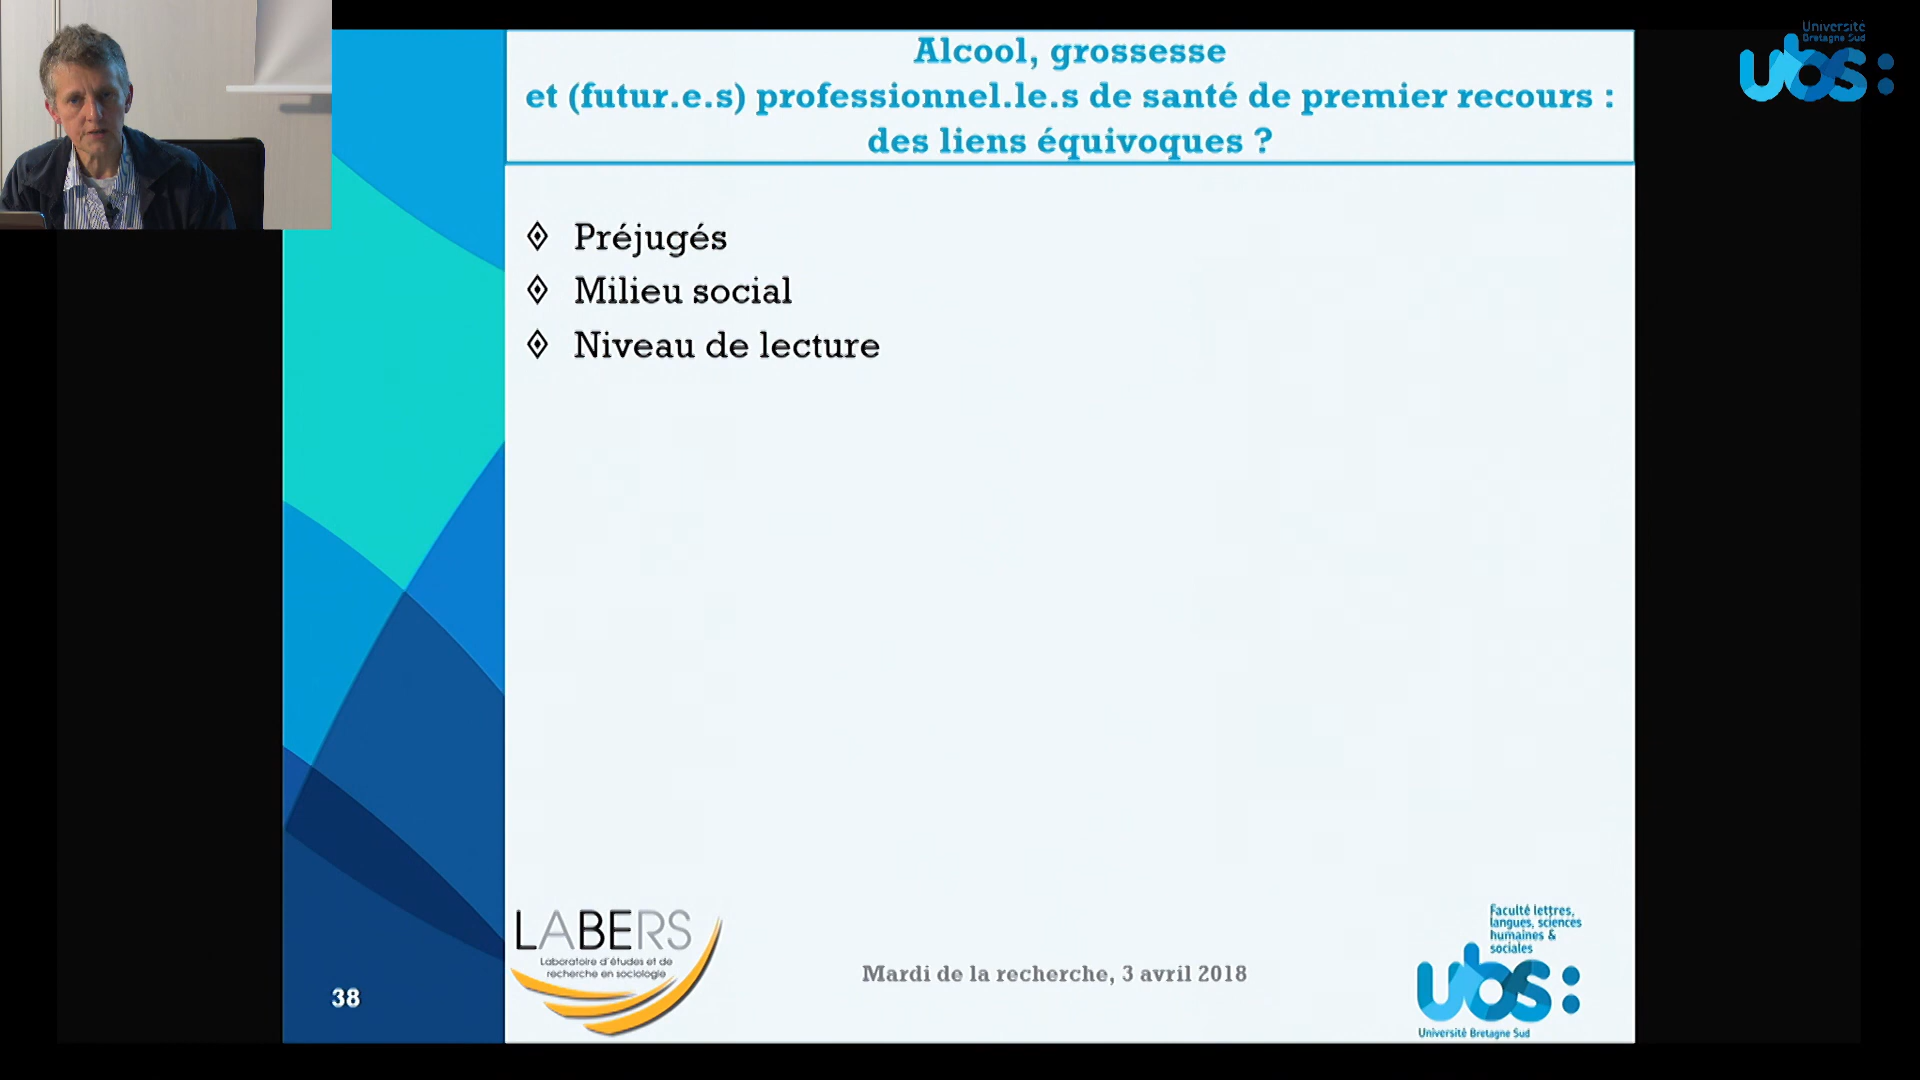 Université
Bretagne Sud
ubs:
Alcool, grossesse
et (futur.e.s) professionnel.le.s de santé de premier recours :
des liens équivoques ?
Préjugés
Milieu social
Niveau de lecture
LABERS
Laboratoire d'études et de
recherche en sociologie
38
Mardi de la recherche, 3 avril 2018
Faculté lettres,
langues, sciences
humaines &
sociales
ubs:
Université Bretagne Sud